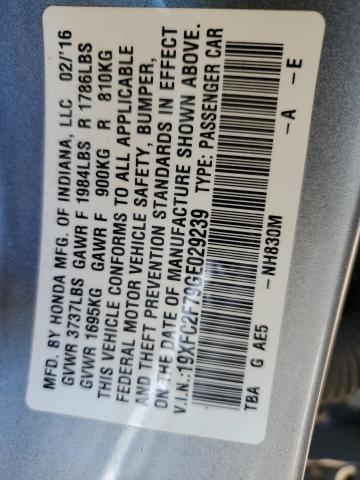 MFD. BY HONDA MFG. OF INDIANA, LLC 02/'16
GVWR 3737LBS GAWR F 1984LBS R 1786LBS
GVWR 1695KG GAWR F 900KG R 810KG
THIS VEHICLE CONFORMS TO ALL APPLICABLE
FEDERAL MOTOR VEHICLE SAFETY, BUMPER,
AND THEFT PREVENTION STANDARDS IN EFFECT
ON THE DATE OF MANUFACTURE SHOWN ABOVE.
V.I.N.:19XFC2F79GE029239 TYPE: PASSENGER CAR
-NH830M -A -E
TBA G AE5